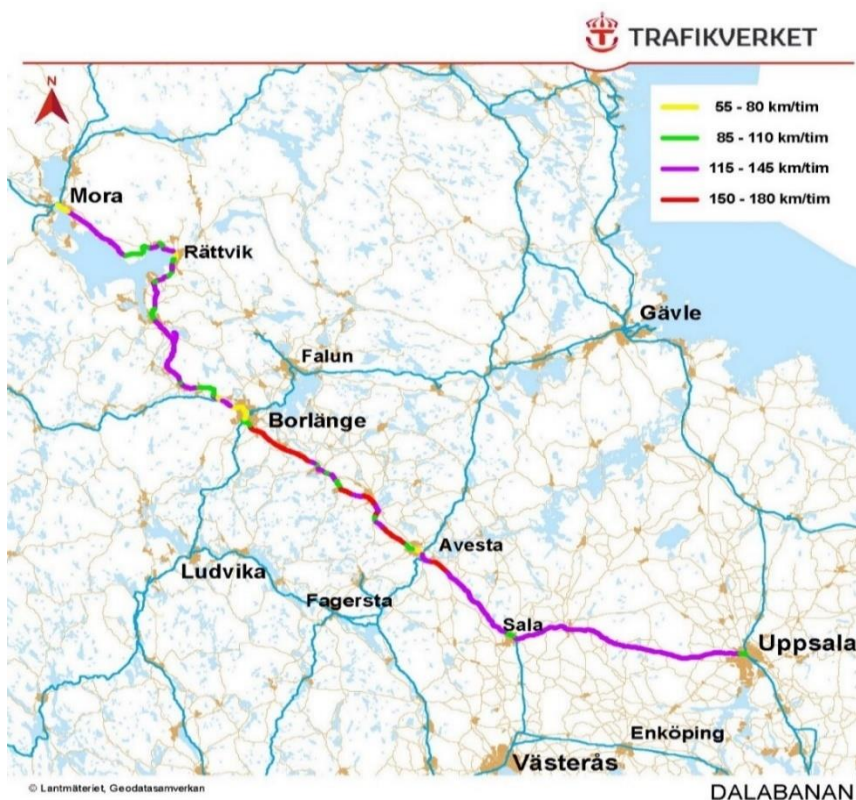 TRAFIKVERKET
N
55 - 80 km/tim
85 - 110 km/tim
115 - 145 km/tim
150 - 180 km/tim
Mora
Rättvik
Gävle
Falun
Borlänge
Avesta
Ludvika
Fagersta
Sala
Uppsala
Enköping
Västerås
© Lantmäteriet, Geodatasamverkan
DALABANAN